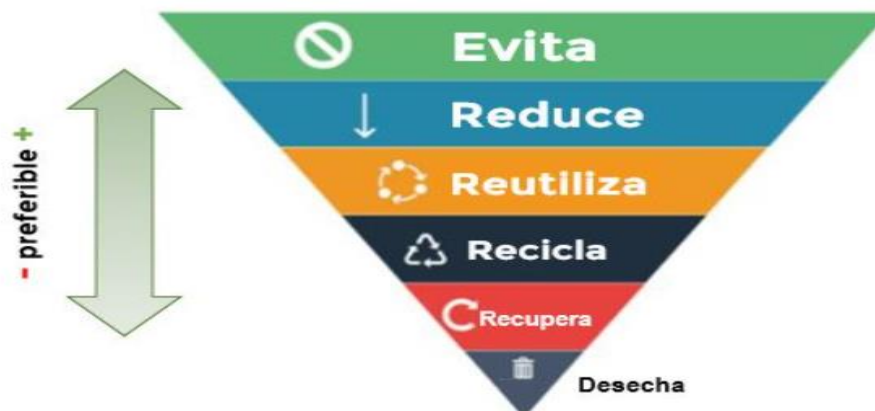 Evita
Reduce
Reutiliza
Recicla
Recupera
Desecha
- preferible +